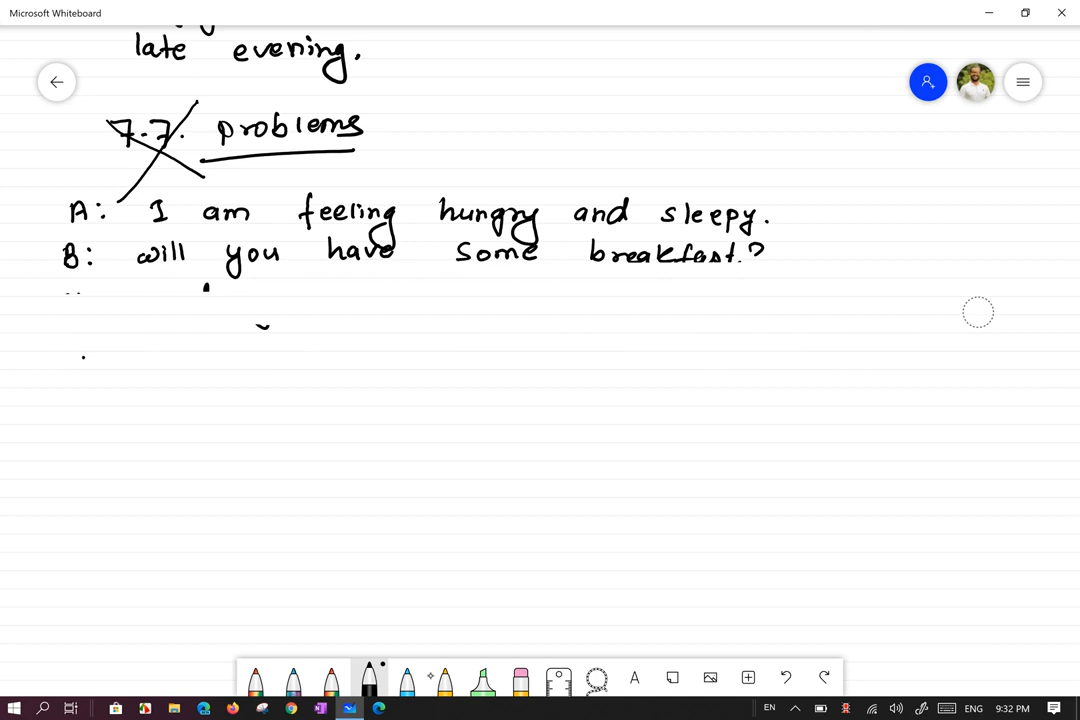 Microsoft Whiteboard
late evening.
7.7. problems
A: I am feeling hungry and sleepy.
B: will you have some breakfast?
A
EN
ENG 9:32 PM